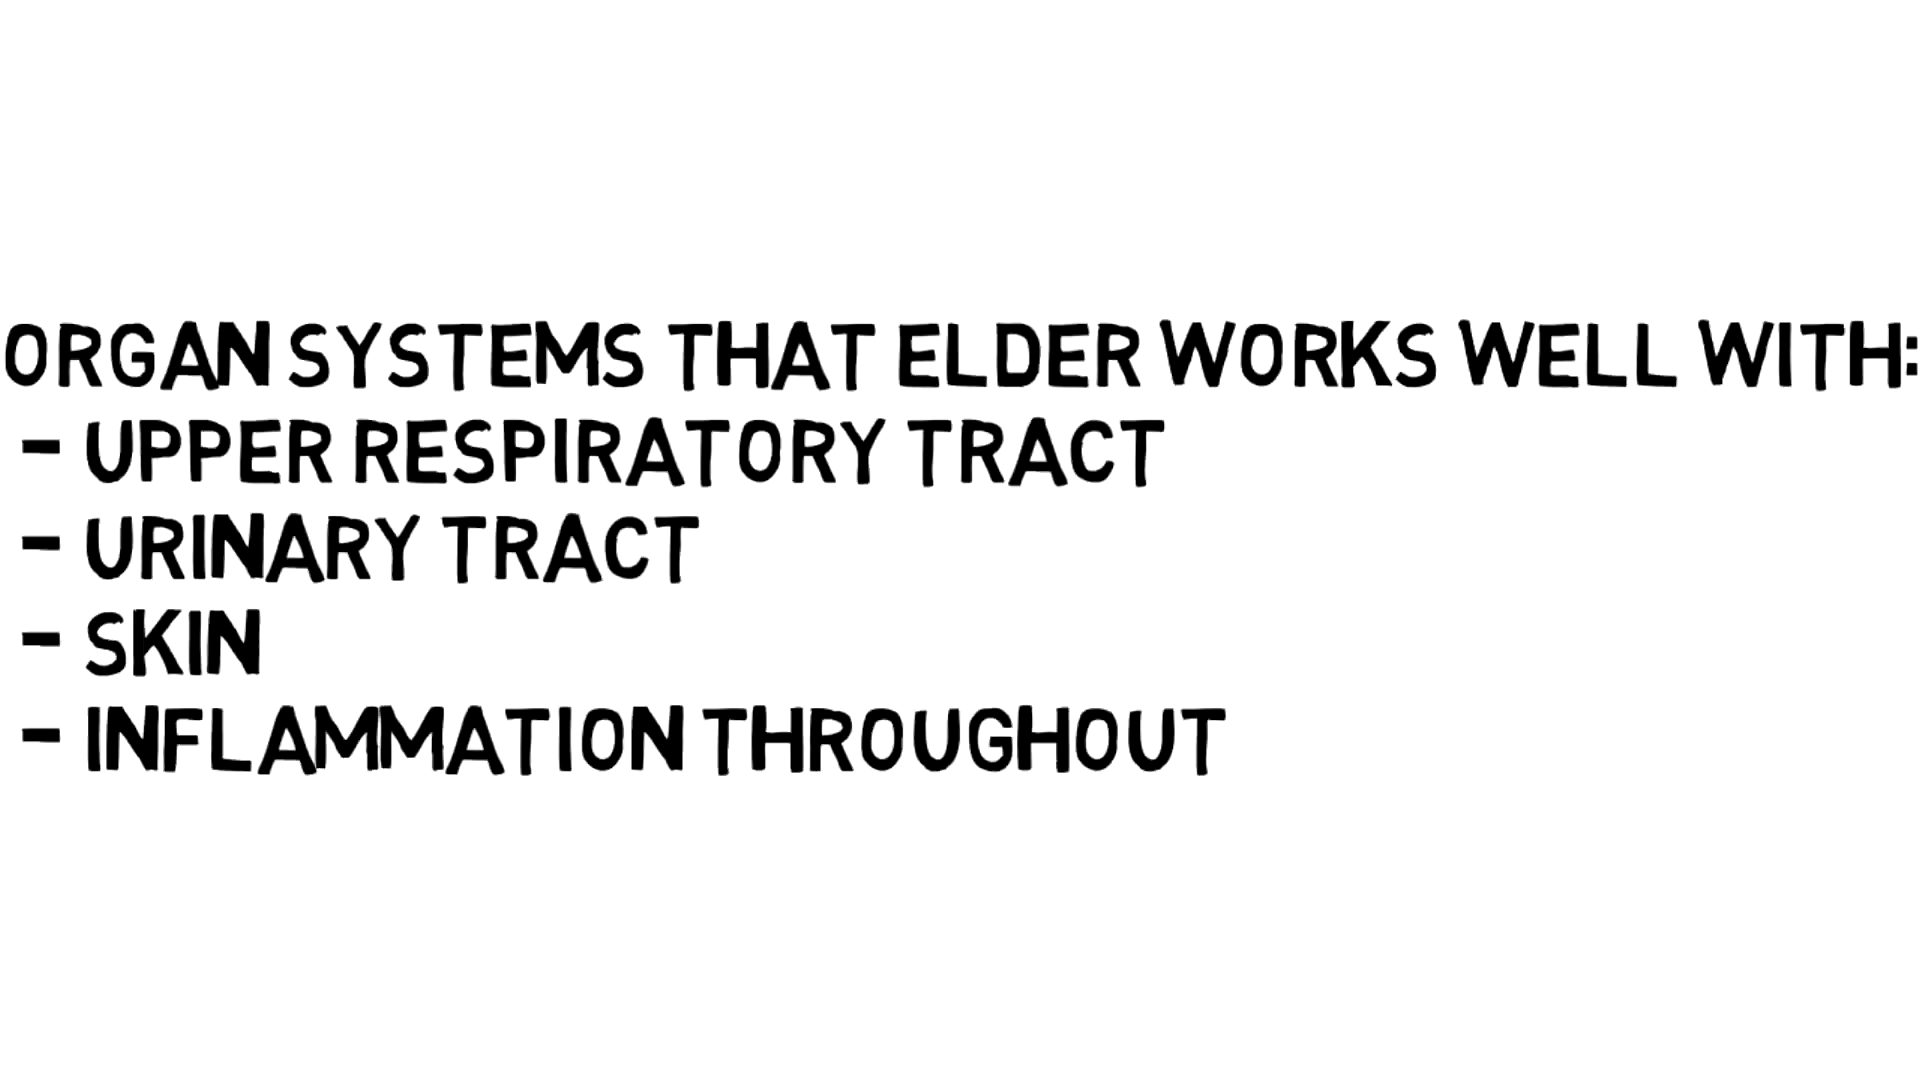 ORGAN SYSTEMS THAT ELDER WORKS WELL WITH:
- UPPER RESPIRATORY TRACT
- URINARY TRACT
- SKIN
- INFLAMMATION THROUGHOUT